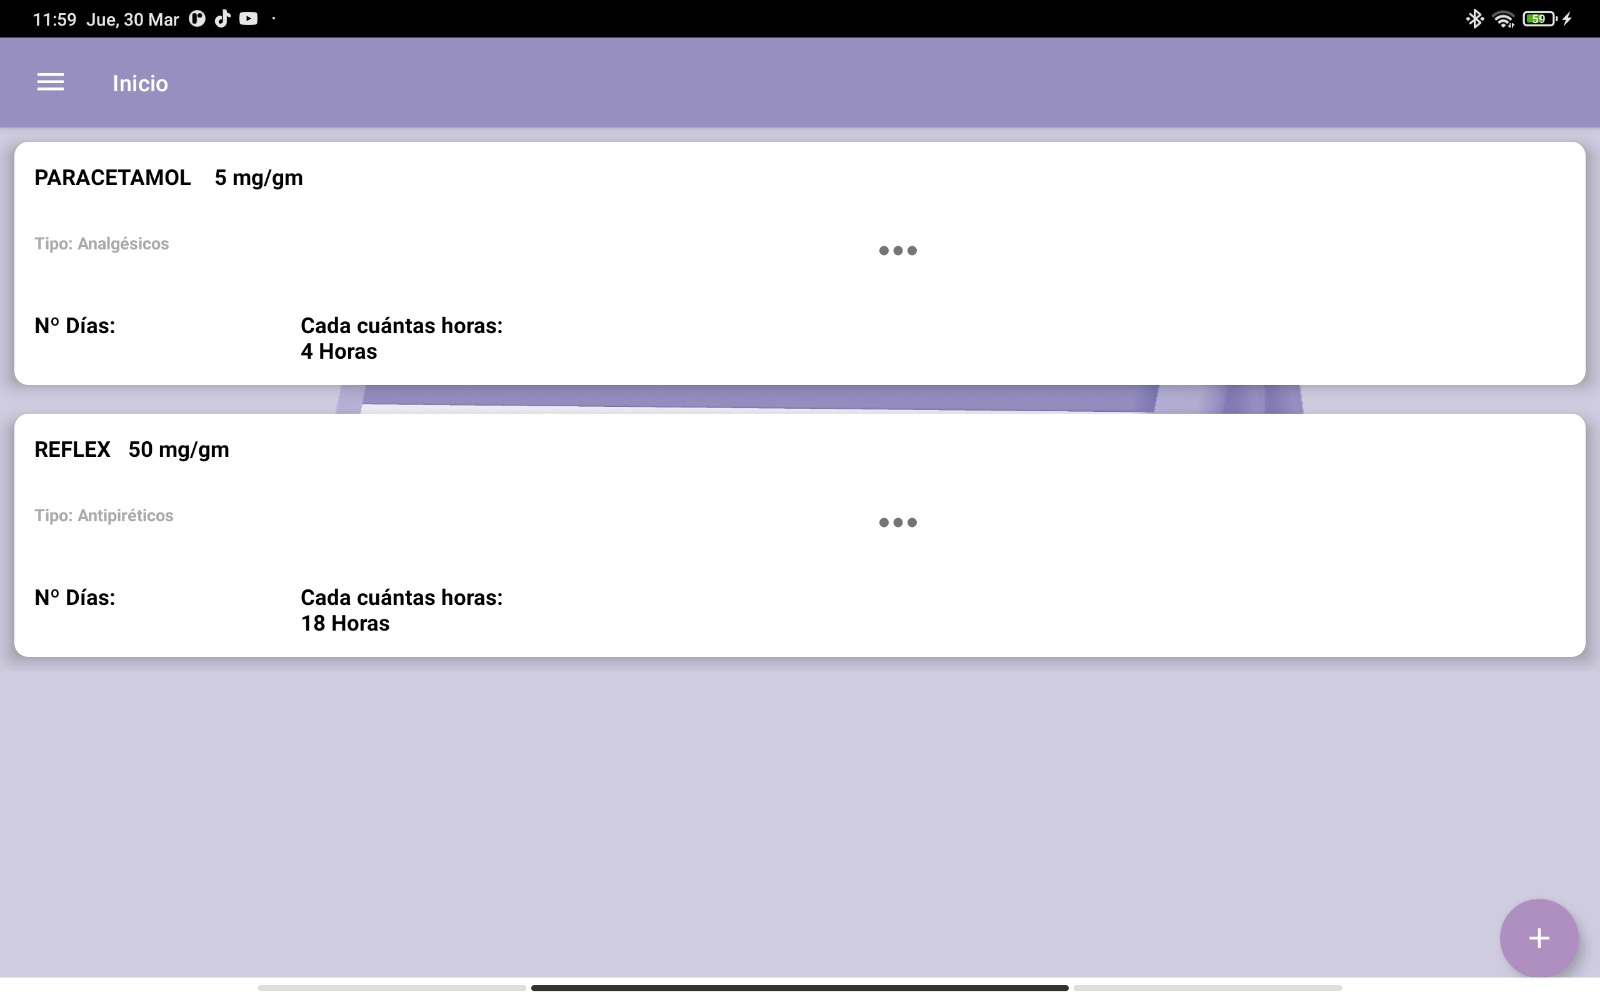 11:59 Jue, 30 Mar
59
Inicio
PARACETAMOL 5 mg/gm
Tipo: Analgésicos
Nº Días:
Cada cuántas horas:
4 Horas
REFLEX 50 mg/gm
Tipo: Antipiréticos
Nº Días:
Cada cuántas horas:
18 Horas